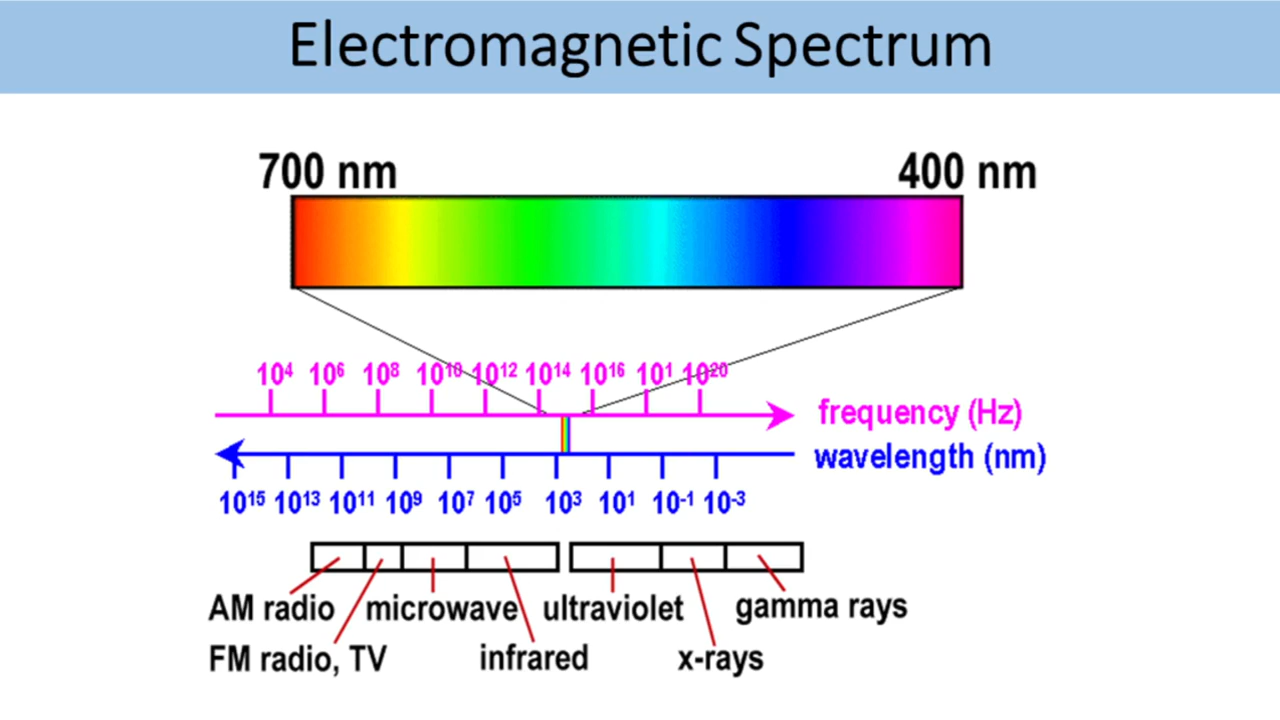 Electromagnetic Spectrum
700 nm 400 nm
10⁴ 10⁶ 10⁸ 10¹⁰ 10¹² 10¹⁴ 10¹⁶ 10¹ 10²⁰
frequency (Hz)
wavelength (nm)
10¹⁵ 10¹³ 10¹¹ 10⁹ 10⁷ 10⁵ 10³ 10¹ 10⁻¹ 10⁻³
AM radio microwave ultraviolet gamma rays
FM radio, TV infrared x-rays